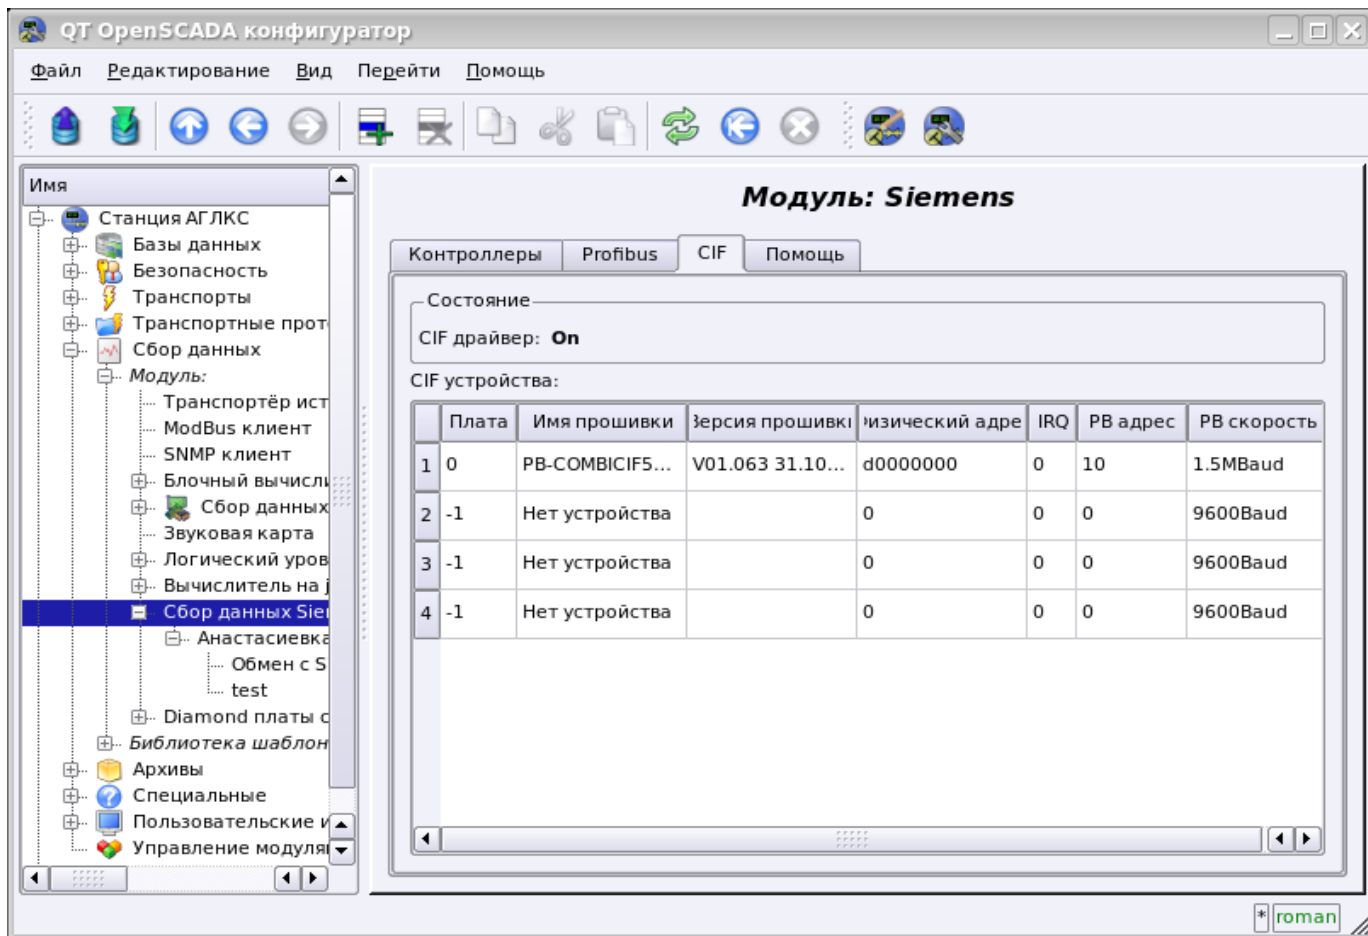 QT OpenSCADA конфигуратор
Файл Редактирование Вид Перейти Помощь
Имя
Станция АГЛКС
Базы данных
Безопасность
Транспорты
Транспортные прот
Сбор данных
Модуль:
Транспортёр ист
ModBus клиент
SNMP клиент
Блочный вычисли
Сбор данных
Звуковая карта
Логический уров
Вычислитель на j
Сбор данных Sie
Анастасиевка
Обмен с S
test
Diamond платы с
Библиотека шаблон
Архивы
Специальные
Пользовательские и
Управление модуля
Модуль: Siemens
Контроллеры Profibus CIF Помощь
Состояние
CIF драйвер: On
CIF устройства:
Плата Имя прошивки Версия прошивки изический адре IRQ PB адрес PB скорость
1 0 PB-COMBICIF5... V01.063 31.10... d0000000 0 10 1.5MBaud
2 -1 Нет устройства 0 0 0 9600Baud
3 -1 Нет устройства 0 0 0 9600Baud
4 -1 Нет устройства 0 0 0 9600Baud
* roman